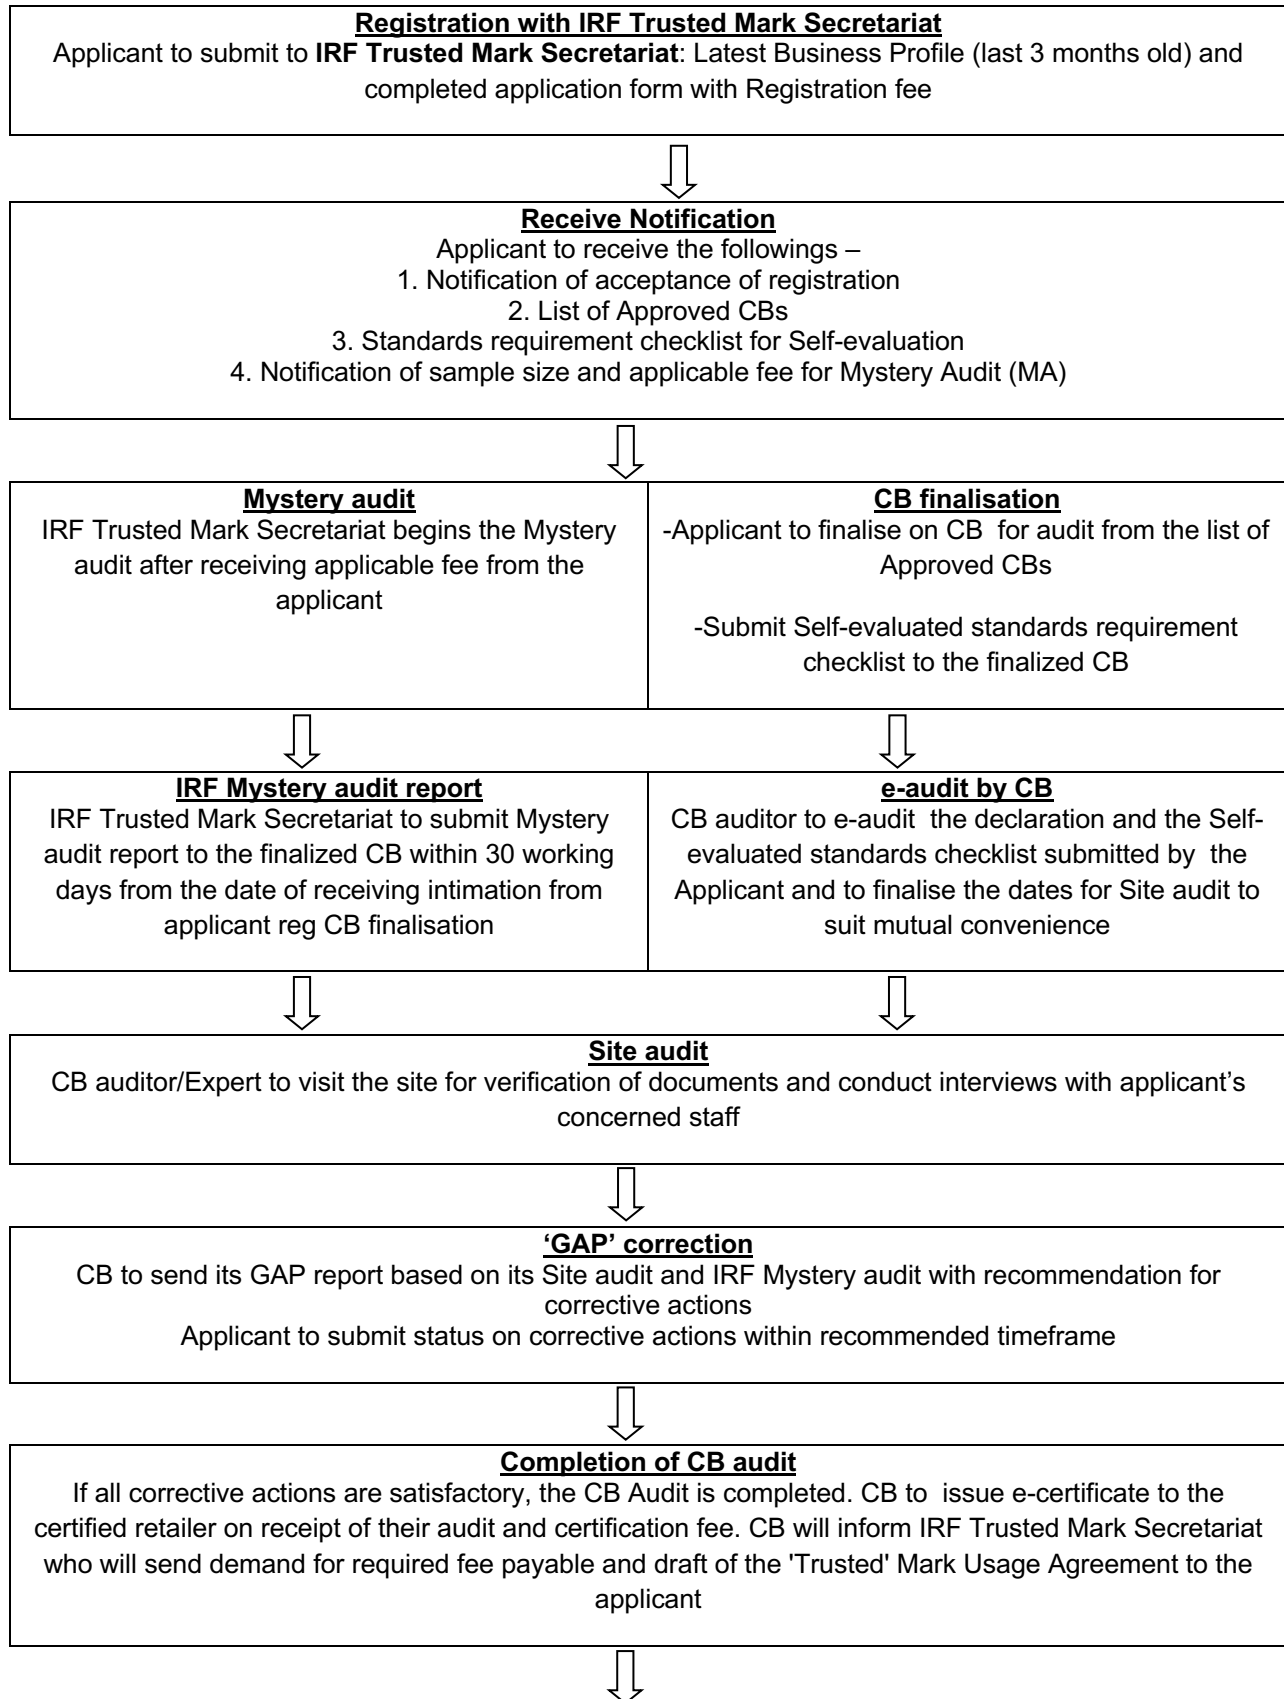 Registration with IRF Trusted Mark Secretariat
Applicant to submit to IRF Trusted Mark Secretariat: Latest Business Profile (last 3 months old) and
completed application form with Registration fee
Receive Notification
Applicant to receive the followings –
1. Notification of acceptance of registration
2. List of Approved CBs
3. Standards requirement checklist for Self-evaluation
4. Notification of sample size and applicable fee for Mystery Audit (MA)
Mystery audit
IRF Trusted Mark Secretariat begins the Mystery
audit after receiving applicable fee from the
applicant
CB finalisation
-Applicant to finalise on CB for audit from the list of
Approved CBs
-Submit Self-evaluated standards requirement
checklist to the finalized CB
IRF Mystery audit report
IRF Trusted Mark Secretariat to submit Mystery
audit report to the finalized CB within 30 working
days from the date of receiving intimation from
applicant reg CB finalisation
e-audit by CB
CB auditor to e-audit the declaration and the Self-
evaluated standards checklist submitted by the
Applicant and to finalise the dates for Site audit to
suit mutual convenience
Site audit
CB auditor/Expert to visit the site for verification of documents and conduct interviews with applicant’s
concerned staff
‘GAP’ correction
CB to send its GAP report based on its Site audit and IRF Mystery audit with recommendation for
corrective actions
Applicant to submit status on corrective actions within recommended timeframe
Completion of CB audit
If all corrective actions are satisfactory, the CB Audit is completed. CB to issue e-certificate to the
certified retailer on receipt of their audit and certification fee. CB will inform IRF Trusted Mark Secretariat
who will send demand for required fee payable and draft of the 'Trusted' Mark Usage Agreement to the
applicant